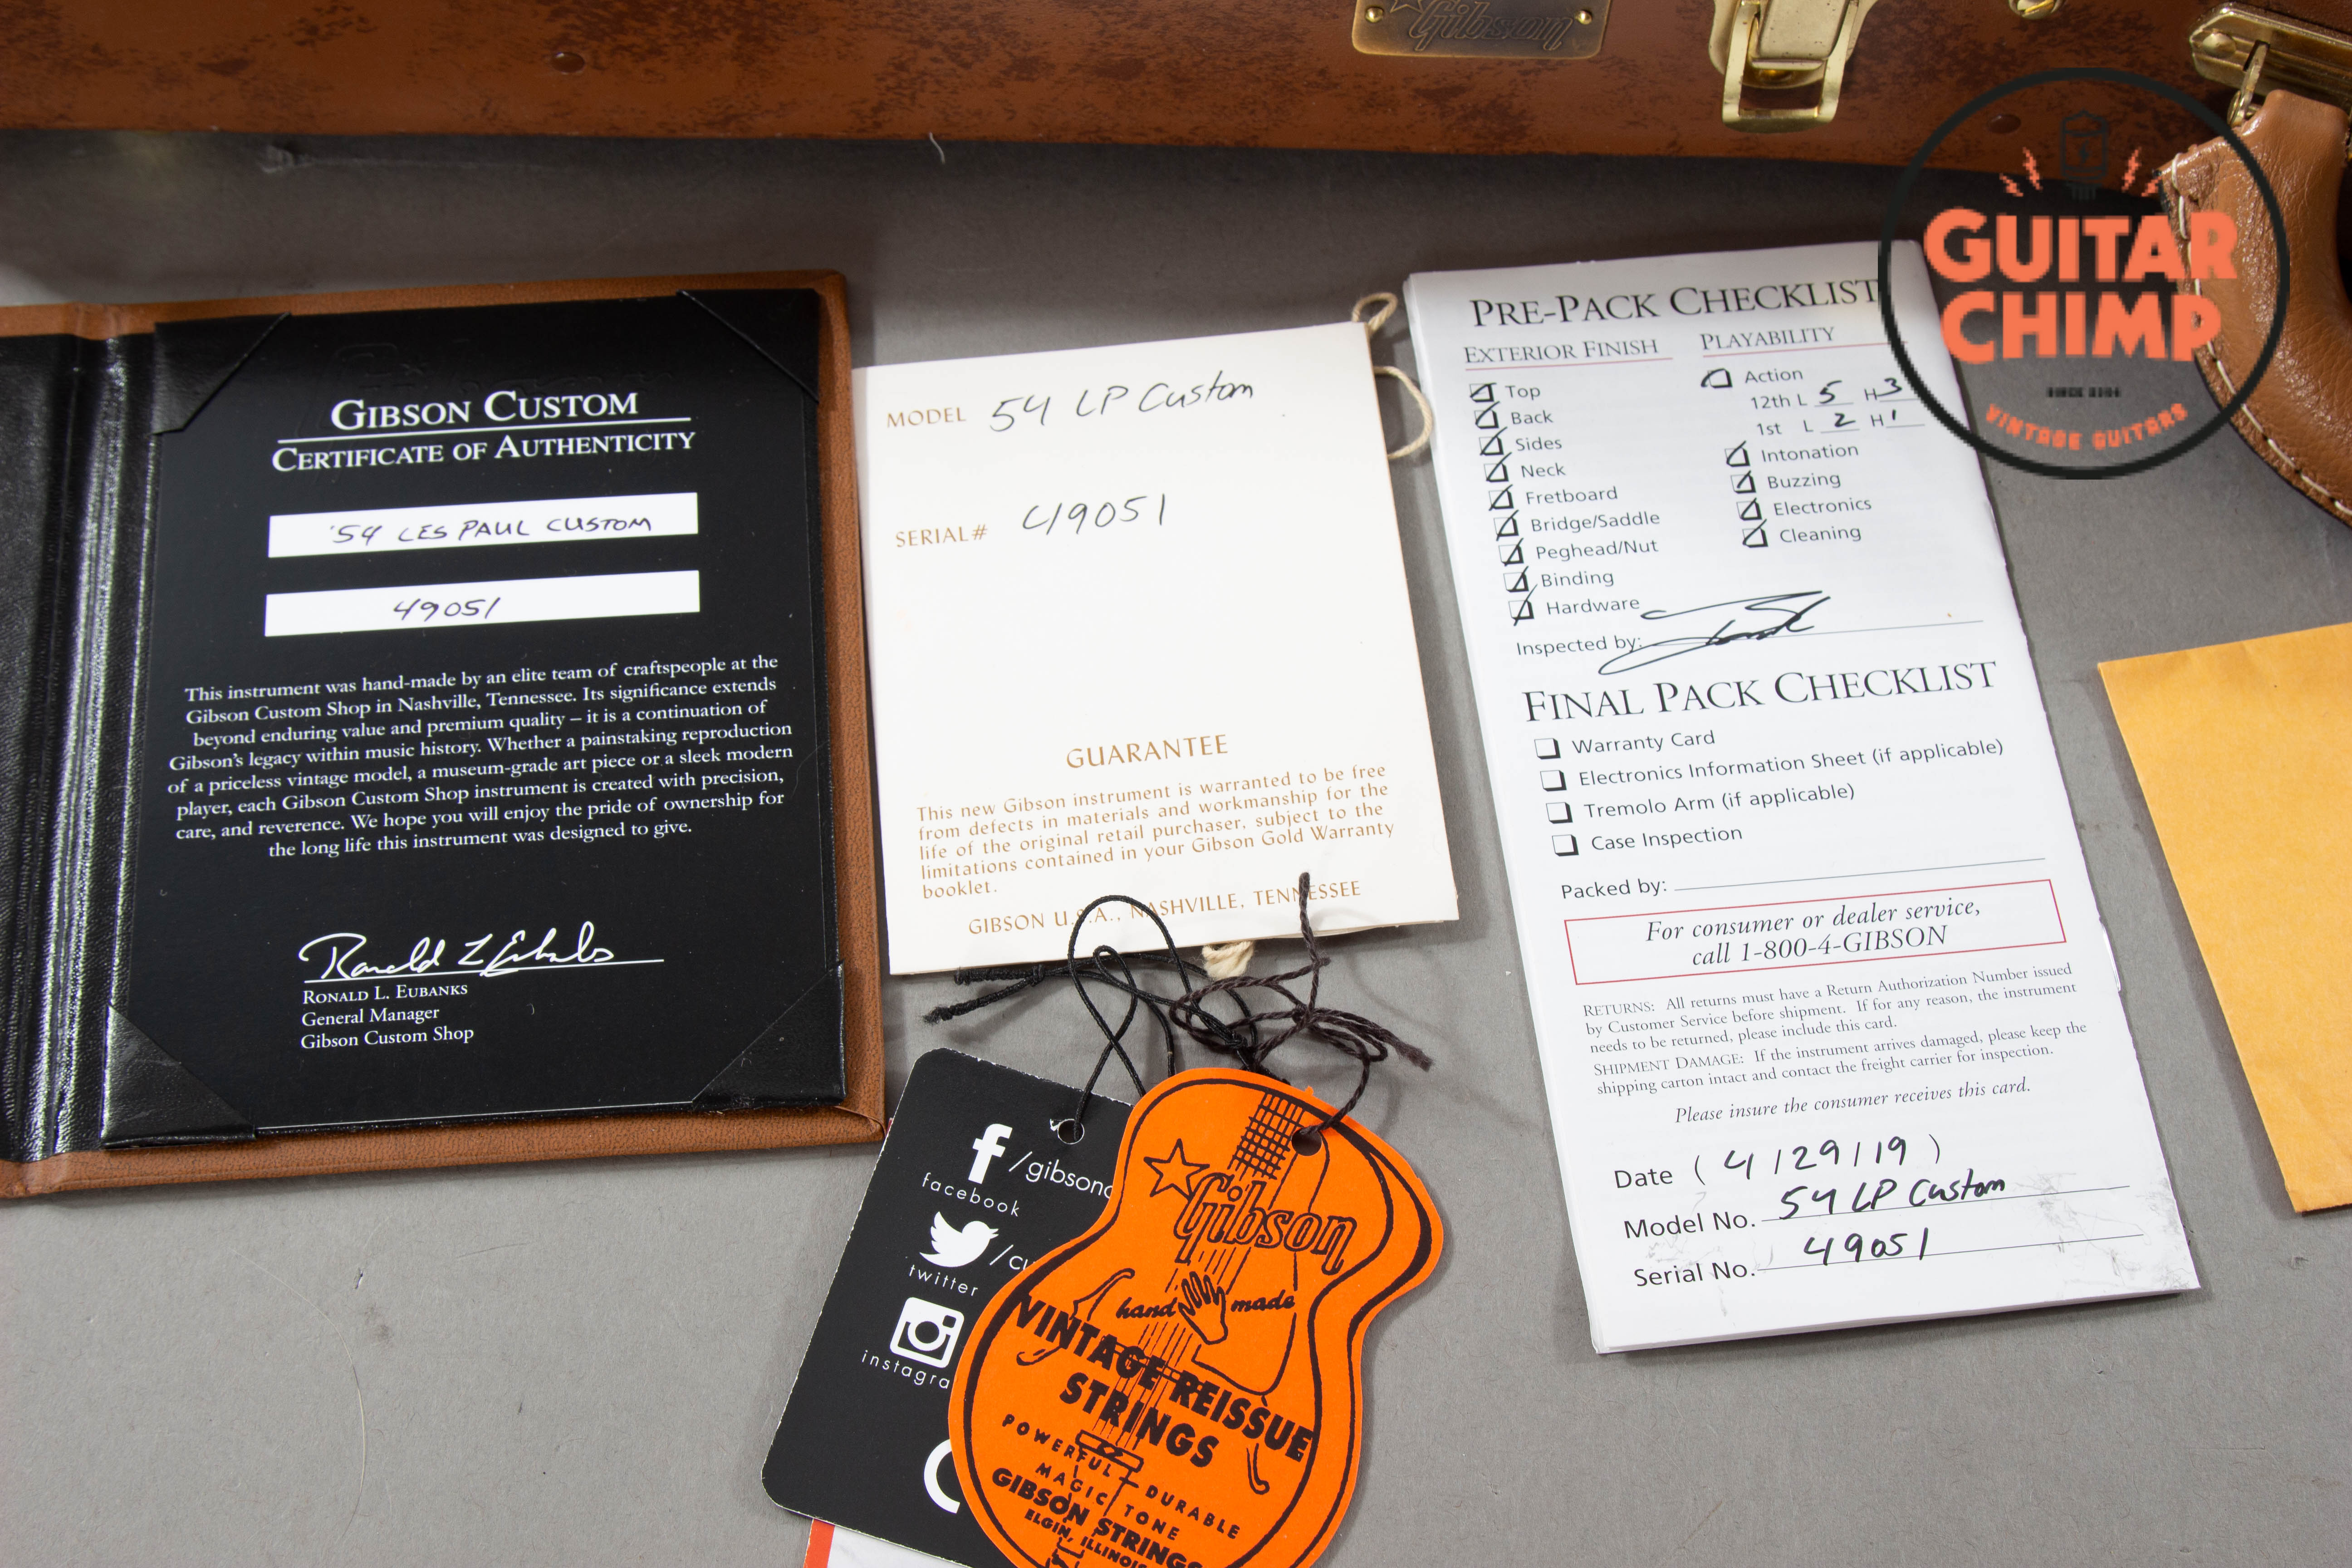 Gibson
GUITAR
CHIMP
VINTAGE GUITARS
GIBSON CUSTOM
CERTIFICATE OF AUTHENTICITY
'54 LES PAUL CUSTOM
49051
This instrument was hand-made by an elite team of craftspeople at the
Gibson Custom Shop in Nashville, Tennessee. Its significance extends
beyond enduring value and premium quality – it is a continuation of
Gibson's legacy within music history. Whether a painstaking reproduction
of a priceless vintage model, a museum-grade art piece or a sleek modern
player, each Gibson Custom Shop instrument is created with precision,
care, and reverence. We hope you will enjoy the pride of ownership for
the long life this instrument was designed to give.
Ronald L Eubanks
RONALD L. EUBANKS
General Manager
Gibson Custom Shop
MODEL 54 LP Custom
SERIAL# 49051
GUARANTEE
This new Gibson instrument is warranted to be free
from defects in materials and workmanship for the
life of the original retail purchaser, subject to the
limitations contained in your Gibson Gold Warranty
booklet.
GIBSON U.S.A., NASHVILLE, TENNESSEE
PRE-PACK CHECKLIST
EXTERIOR FINISH
Top
Back
Sides
Neck
Fretboard
Bridge/Saddle
Peghead/Nut
Binding
Hardware
PLAYABILITY
Action
12th L 5 H 3
1st L 2 H 1
Intonation
Buzzing
Electronics
Cleaning
Inspected by:
FINAL PACK CHECKLIST
Warranty Card
Electronics Information Sheet (if applicable)
Tremolo Arm (if applicable)
Case Inspection
Packed by:
For consumer or dealer service,
call 1-800-4-GIBSON
RETURNS: All returns must have a Return Authorization Number issued
by Customer Service before shipment. If for any reason, the instrument
needs to be returned, please include this card.
SHIPMENT DAMAGE: If the instrument arrives damaged, please keep the
shipping carton intact and contact the freight carrier for inspection.
Please insure the consumer receives this card.
Date ( 4/29/19 )
Model No. 54 LP Custom
Serial No. 49051
f /gibsonc
facebook
/cu
twitter
instagra
Gibson
hand made
VINTAGE REISSUE
STRINGS
POWERFUL - DURABLE
MAGIC TONE
GIBSON STRINGS
ELGIN, ILLINOIS